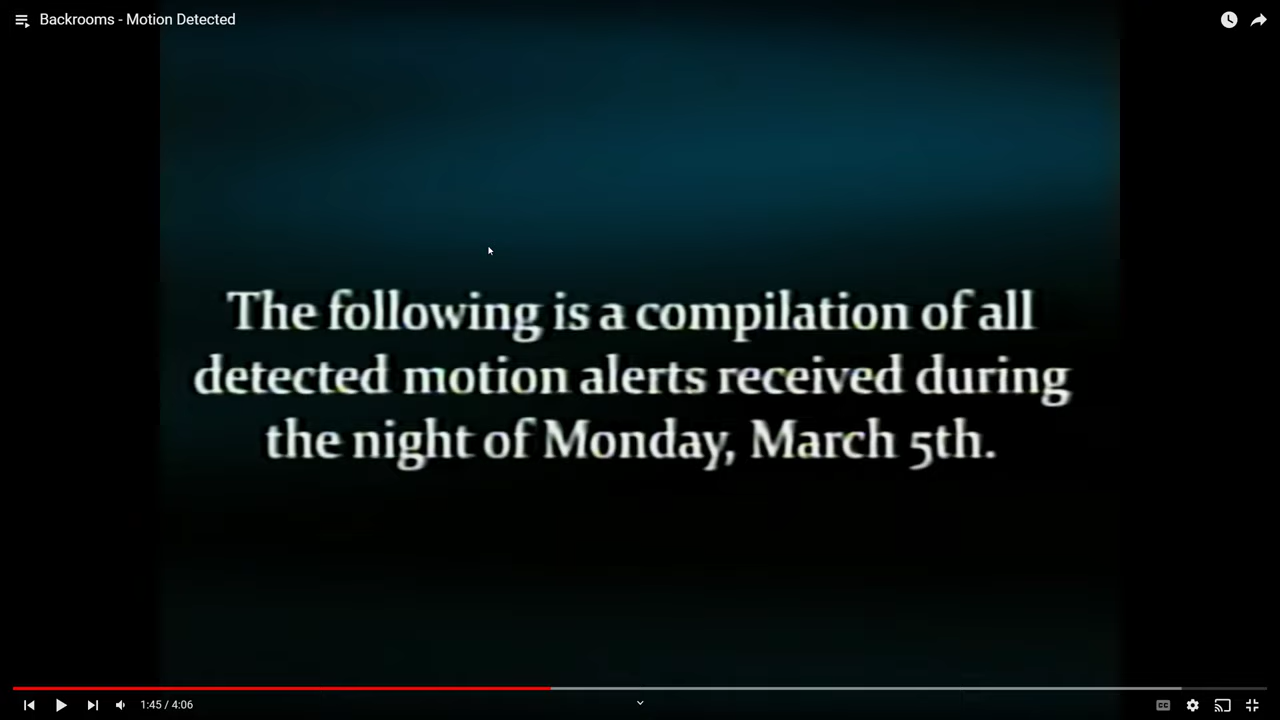 Backrooms - Motion Detected
The following is a compilation of all
detected motion alerts received during
the night of Monday, March 5th.
1:45 / 4:06
CC